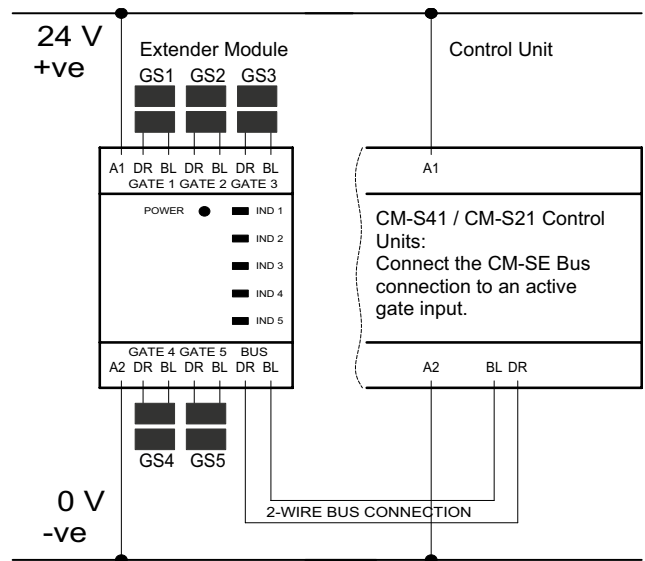 24 V
+ve
Extender Module
Control Unit
GS1 GS2 GS3
A1 DR BL DR BL DR BL
GATE 1 GATE 2 GATE 3
A1
POWER
IND 1
IND 2
IND 3
IND 4
IND 5
CM-S41 / CM-S21 Control
Units:
Connect the CM-SE Bus
connection to an active
gate input.
GATE 4 GATE 5 BUS
A2 DR BL DR BL DR BL
A2
BL DR
GS4 GS5
0 V
-ve
2-WIRE BUS CONNECTION